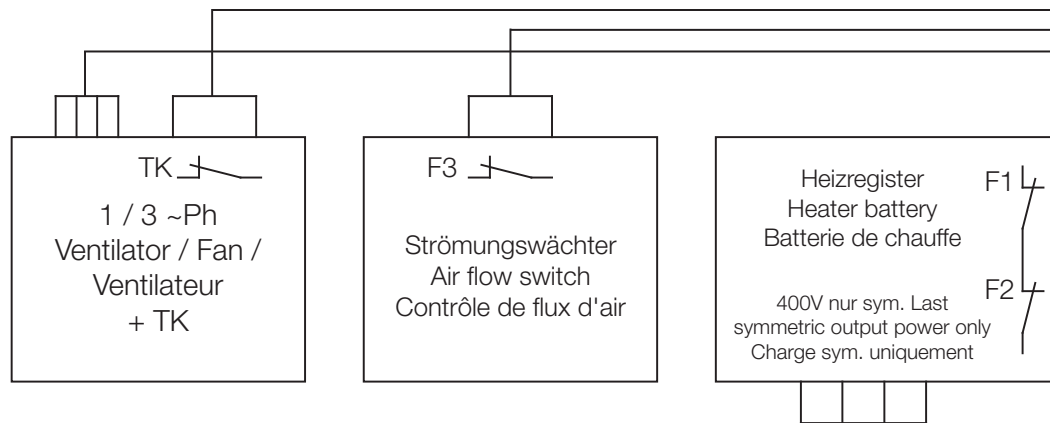 TK
1 / 3 ~Ph
Ventilator / Fan /
Ventilateur
+ TK
F3
Strömungswächter
Air flow switch
Contrôle de flux d'air
Heizregister
Heater battery
Batterie de chauffe
F1
F2
400V nur sym. Last
symmetric output power only
Charge sym. uniquement